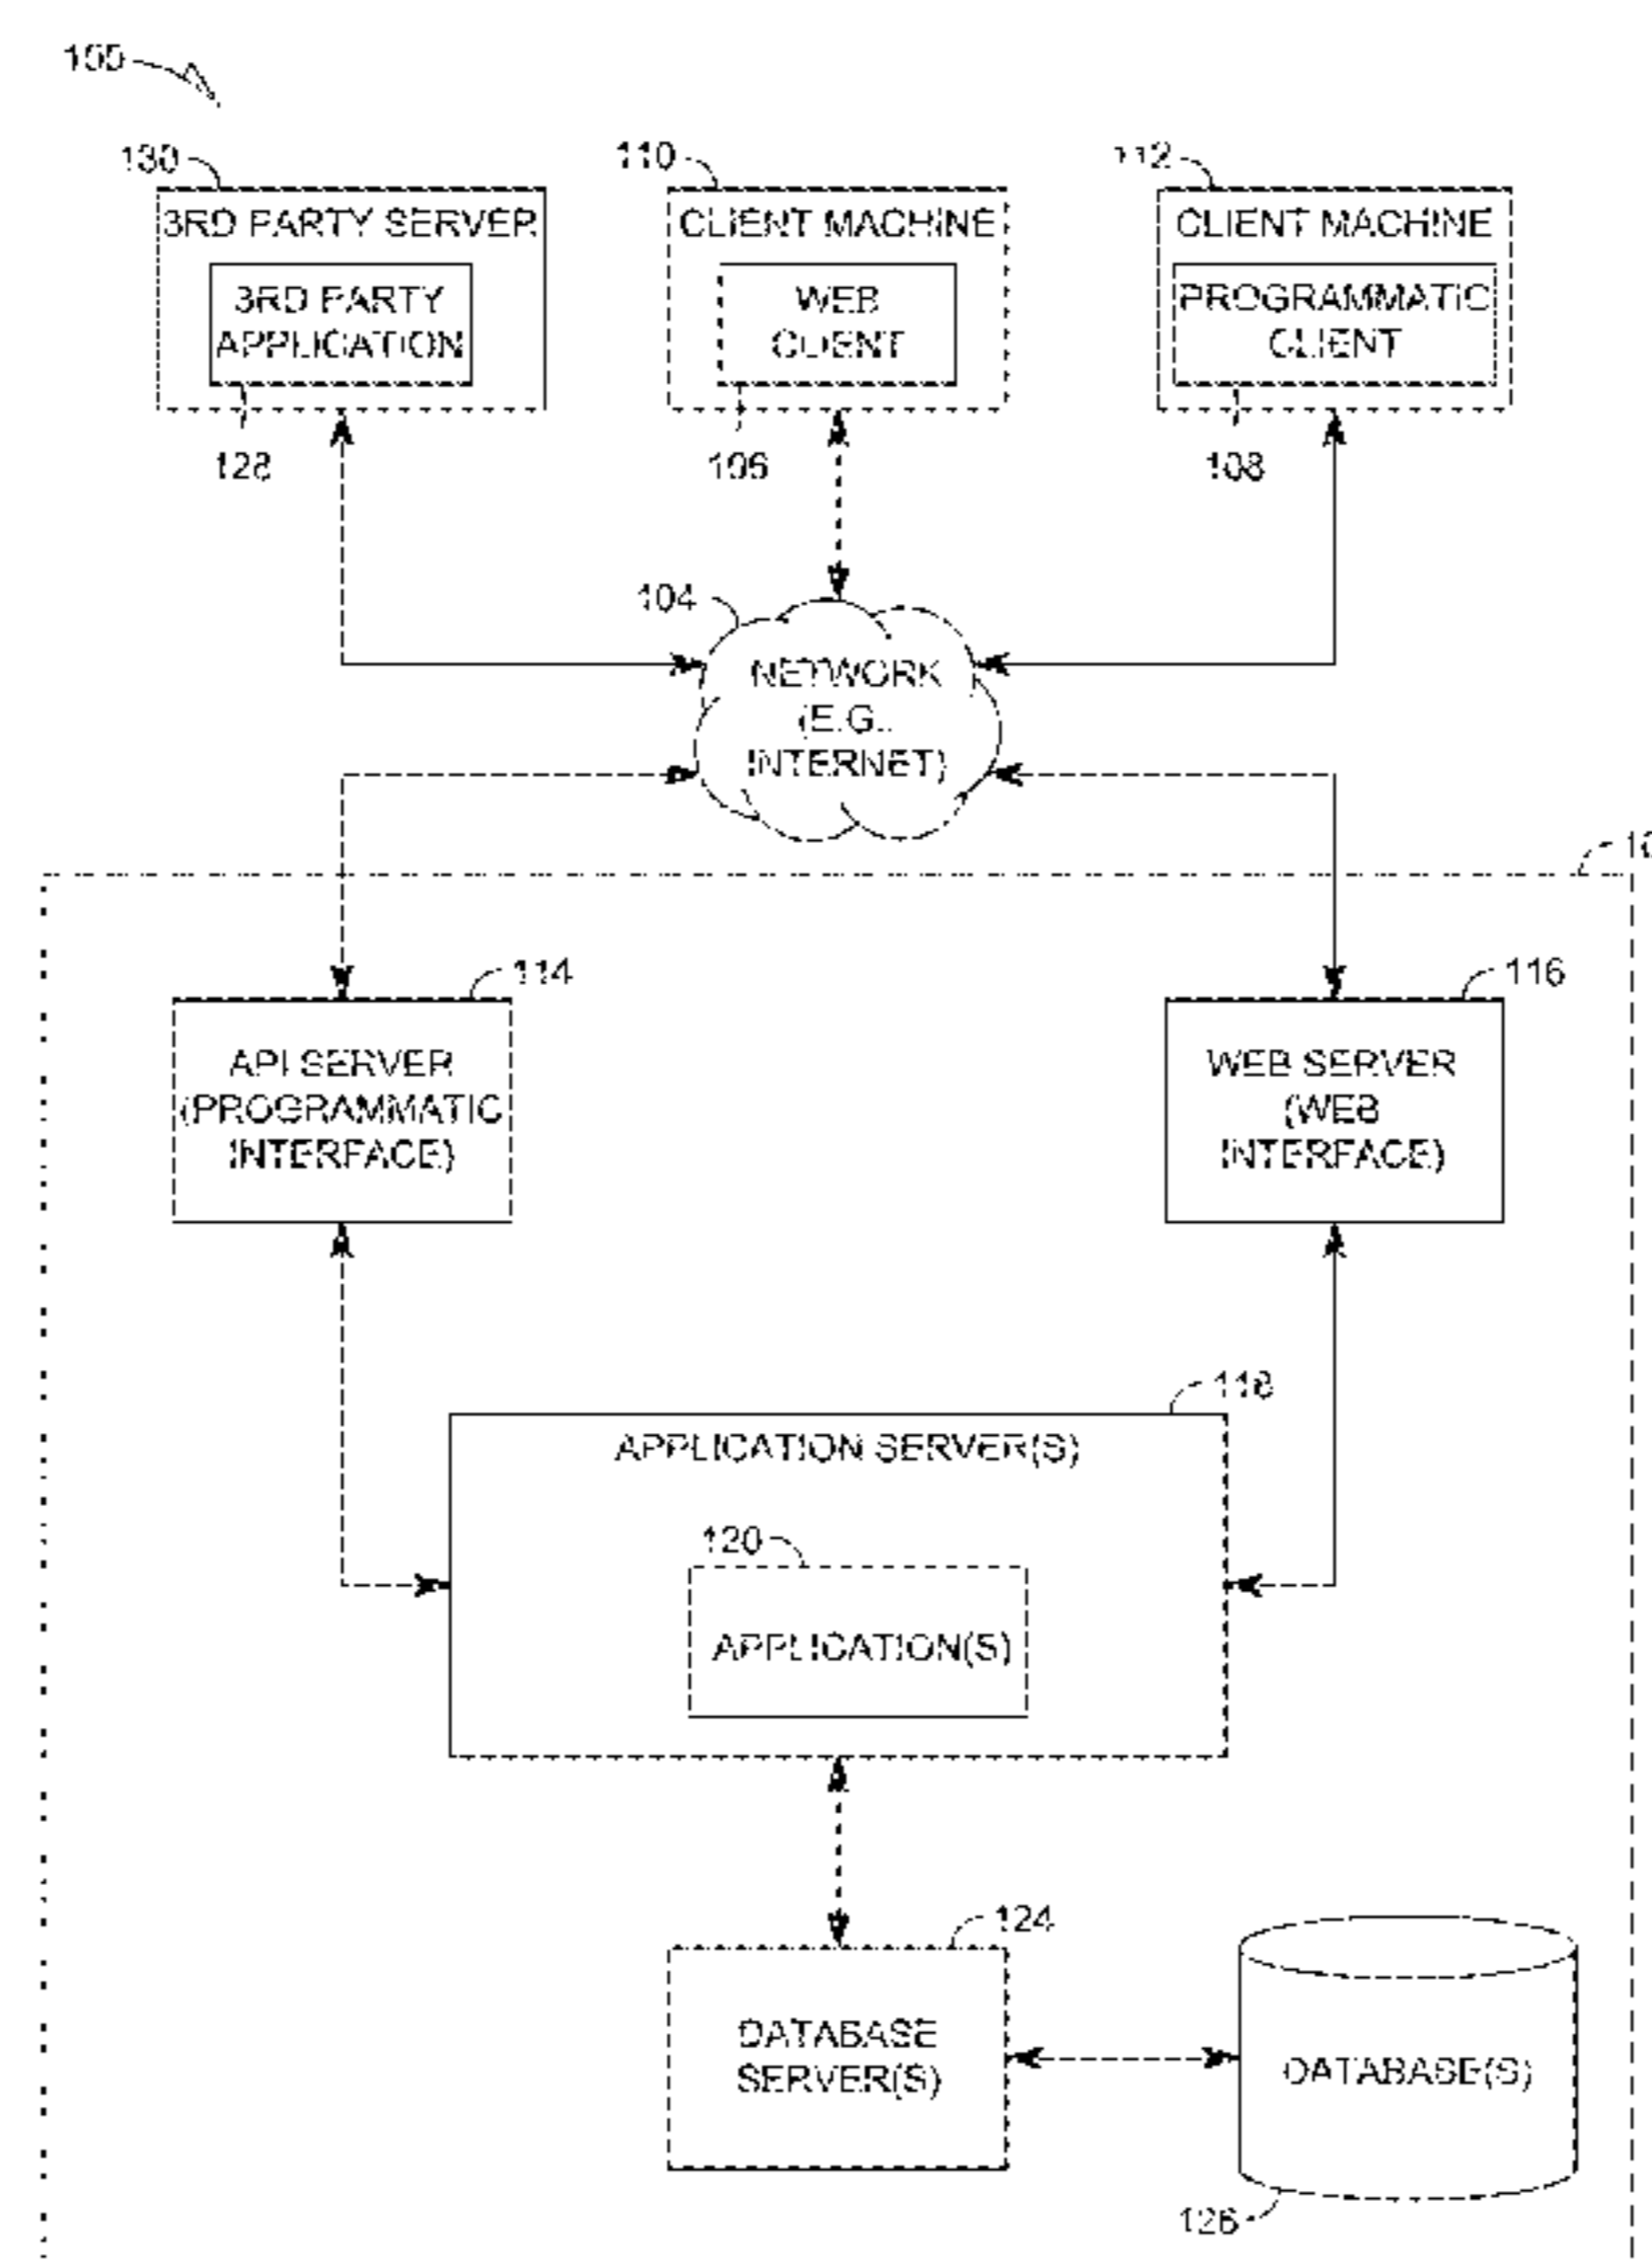 130
110
112
3RD PARTY SERVER
CLIENT MACHINE
CLIENT MACHINE
3RD PARTY
APPLICATION
WEB
CLIENT
PROGRAMMATIC
CLIENT
128
106
108
104
NETWORK
(E.G.,
INTERNET)
114
116
API SERVER
(PROGRAMMATIC
INTERFACE)
WEB SERVER
(WEB
INTERFACE)
118
APPLICATION SERVER(S)
120
APPLICATION(S)
124
DATABASE
SERVER(S)
DATABASE(S)
126